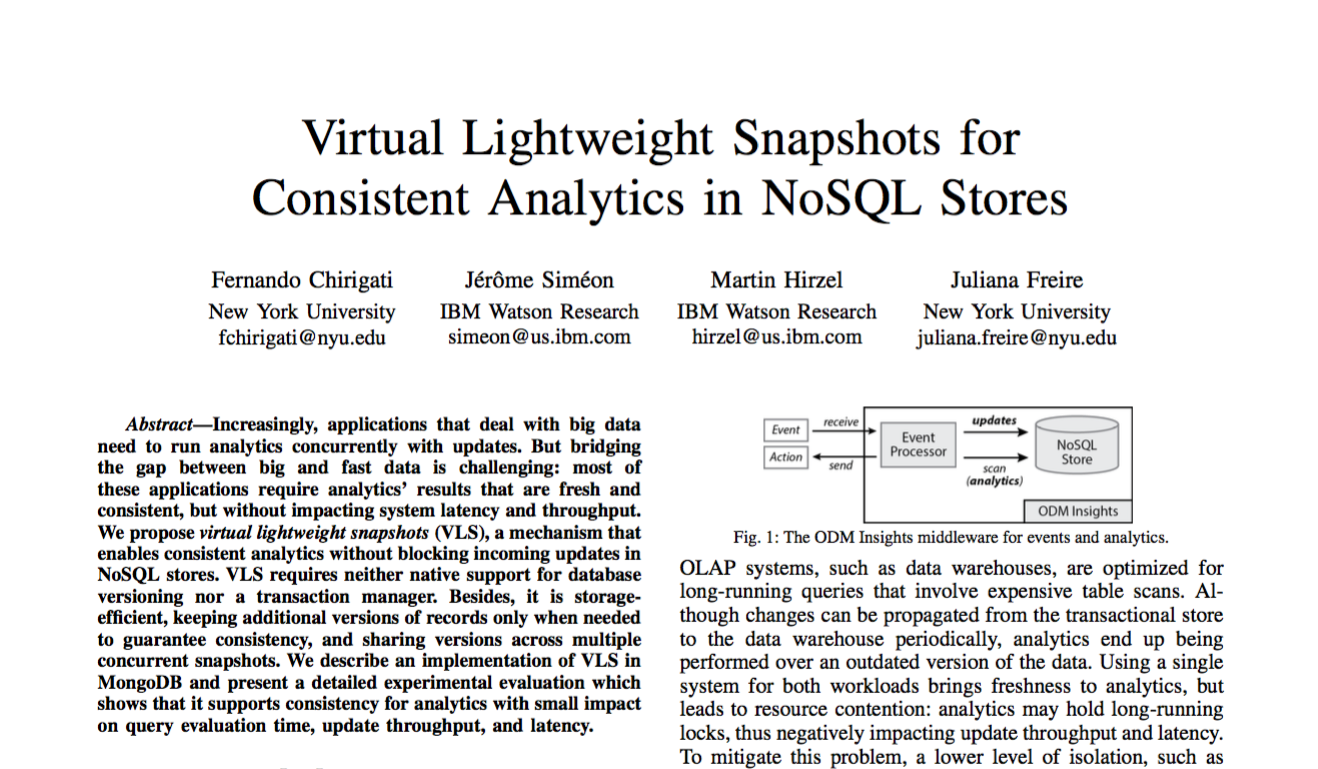 Virtual Lightweight Snapshots for
Consistent Analytics in NoSQL Stores
Fernando Chirigati
New York University
fchirigati@nyu.edu
Jérôme Siméon
IBM Watson Research
simeon@us.ibm.com
Martin Hirzel
IBM Watson Research
hirzel@us.ibm.com
Juliana Freire
New York University
juliana.freire@nyu.edu
Abstract—Increasingly, applications that deal with big data
need to run analytics concurrently with updates. But bridging
the gap between big and fast data is challenging: most of
these applications require analytics' results that are fresh and
consistent, but without impacting system latency and throughput.
We propose virtual lightweight snapshots (VLS), a mechanism that
enables consistent analytics without blocking incoming updates in
NoSQL stores. VLS requires neither native support for database
versioning nor a transaction manager. Besides, it is storage-
efficient, keeping additional versions of records only when needed
to guarantee consistency, and sharing versions across multiple
concurrent snapshots. We describe an implementation of VLS in
MongoDB and present a detailed experimental evaluation which
shows that it supports consistency for analytics with small impact
on query evaluation time, update throughput, and latency.
Event
Action
receive
send
Event
Processor
updates
scan
(analytics)
NoSQL
Store
ODM Insights
Fig. 1: The ODM Insights middleware for events and analytics.
OLAP systems, such as data warehouses, are optimized for
long-running queries that involve expensive table scans. Al-
though changes can be propagated from the transactional store
to the data warehouse periodically, analytics end up being
performed over an outdated version of the data. Using a single
system for both workloads brings freshness to analytics, but
leads to resource contention: analytics may hold long-running
locks, thus negatively impacting update throughput and latency.
To mitigate this problem, a lower level of isolation, such as